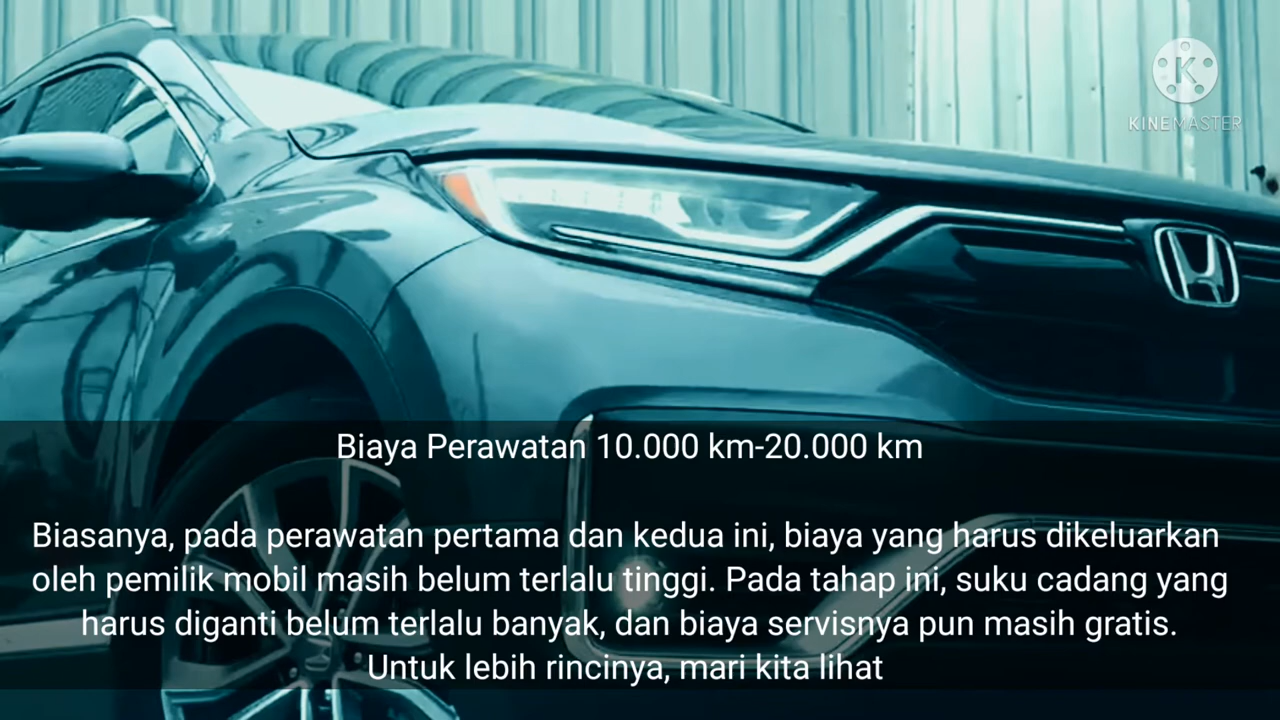 KINEMASTER
Biaya Perawatan 10.000 km-20.000 km
Biasanya, pada perawatan pertama dan kedua ini, biaya yang harus dikeluarkan
oleh pemilik mobil masih belum terlalu tinggi. Pada tahap ini, suku cadang yang
harus diganti belum terlalu banyak, dan biaya servisnya pun masih gratis.
Untuk lebih rincinya, mari kita lihat